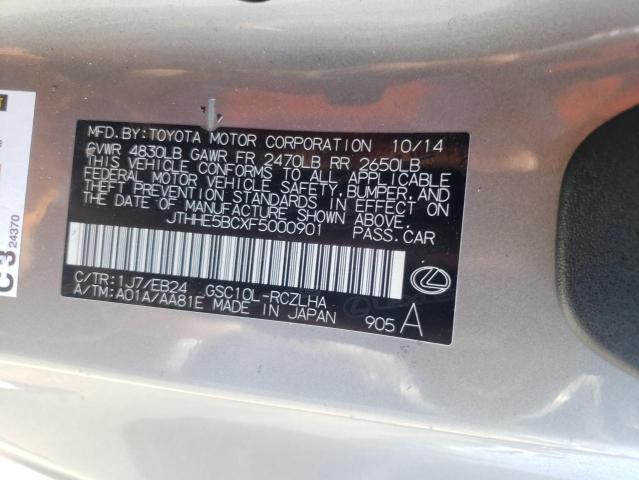 MFD.BY:TOYOTA MOTOR CORPORATION 10/14
GVWR 4830LB GAWR FR 2470LB RR 2650LB
THIS VEHICLE CONFORMS TO ALL APPLICABLE
FEDERAL MOTOR VEHICLE SAFETY,BUMPER,AND
THEFT PREVENTION STANDARDS IN EFFECT ON
THE DATE OF MANUFACTURE SHOWN ABOVE.
JTHHE5BCXF5000901 PASS.CAR
C/TR:1J7/EB24 GSC10L-RCZLHA
A/TM:A01A/AA81E MADE IN JAPAN 905 A
24370